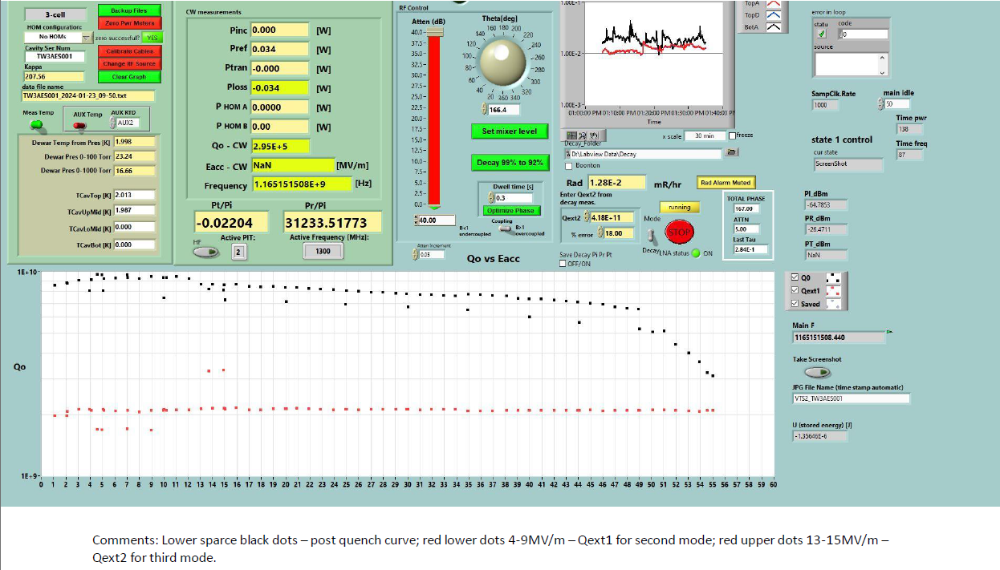 3-cell
HOM configuration:
No HOMs
Cavity Ser Num
TW3AES001
Kappa
207.56
data file name
TW3AES001_2024-01-23_09-50.txt
Backup Files
Zero Pwr Meters
zero successful? YES
Calibrate Cables
Change RF Source
Clear Graph
Meas Temp
AUX Temp
AUX RTD
AUX2
Dewar Temp from Pres [K] 1.998
Dewar Pres 0-100 Torr 23.24
Dewar Pres 0-1000 Torr 16.66
TCavTop [K] 2.013
TCavUpMid [K] 1.987
TCavLoMid [K] 0.000
TCavBot [K] 0.000
CW measurements
Pinc 0.000 [W]
Pref 0.034 [W]
Ptran -0.000 [W]
Ploss -0.034 [W]
P HOM A 0.0000 [W]
P HOM B 0.00 [W]
Qo - CW 2.95E+5
Eacc - CW NaN [MV/m]
Frequency 1.165151508E+9 [Hz]
Pt/Pi Pr/Pi
-0.02204 31233.51773
HF
Active PIT:
2
Active Frequency [MHz]:
1300
RF Control
Atten (dB)
40.0
37.5
35.0
32.5
30.0
27.5
25.0
22.5
20.0
17.5
15.0
12.5
10.0
7.5
5.0
2.5
0.0
40.00
Atten Increment
0.05
Theta[deg]
160 180 200
140 220
120 240
100 260
80 280
60 300
40 320
20 360 340
166.4
Set mixer level
Decay 99% to 92%
Dwell time [s]
0.3
Optimize Phase
Coupling
B<1 undercoupled
B>1 overcoupled
1.00E-1
1.00E-2
1.00E-3
01:00:00 PM 01:10:00 PM 01:20:00 PM 01:30:00 PM 01:40:00 PM
Time
TopA
TopD
BotA
x scale 30 min freeze
Decay_Folder
D:\Labview Data\Decay
Boonton
Rad 1.28E-2 mR/hr
Rad Alarm Muted
Enter Qext2 from
decay meas.
Qext2 4.18E+11
% error 18.00
running
Mode
STOP
Decay
LNA status ON
Save Decay Pi Pr Pt
OFF/ON
TOTAL PHASE
167.00
ATTN
5.00
Last Tau
2.84E-1
error in loop
statu code
0
source
SampClk.Rate
1000
main idle
50
Time pwr
138
Time freq
87
state 1 control
cur state
ScreenShot
PI_dBm
-64.7853
PR_dBm
-26.4711
PT_dBm
NaN
Qo vs Eacc
1E+10
Qo
1E+9
0 1 2 3 4 5 6 7 8 9 10 11 12 13 14 15 16 17 18 19 20 21 22 23 24 25 26 27 28 29 30 31 32 33 34 35 36 37 38 39 40 41 42 43 44 45 46 47 48 49 50 51 52 53 54 55 56 57 58 59 60
Q0
Qext1
Saved
Main F
1165151508.440
Take Screenshot
JPG File Name (time stamp automatic)
VTS2_TW3AES001
U (stored energy) [J]
-1.35646E-6
Comments: Lower sparce black dots – post quench curve; red lower dots 4-9MV/m – Qext1 for second mode; red upper dots 13-15MV/m –
Qext2 for third mode.